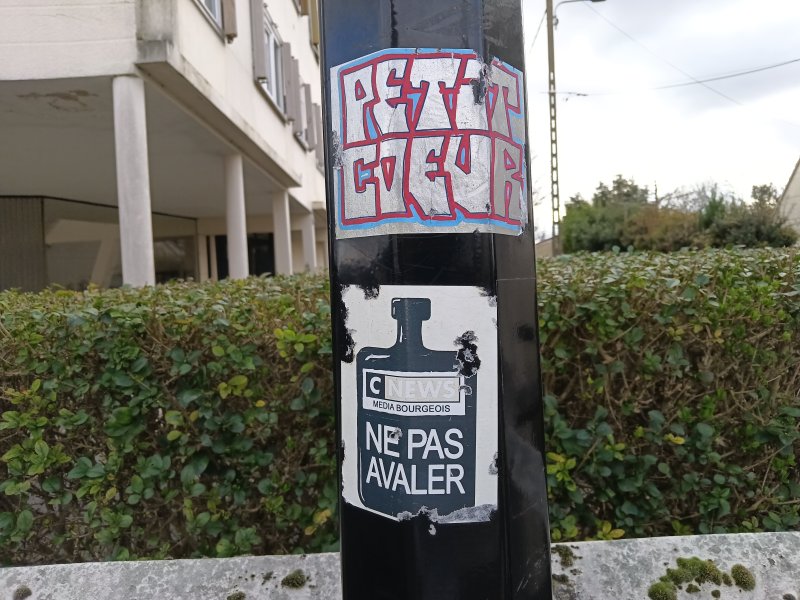 PETIT
COEUR
CNEWS
MEDIA BOURGEOIS
NE PAS
AVALER